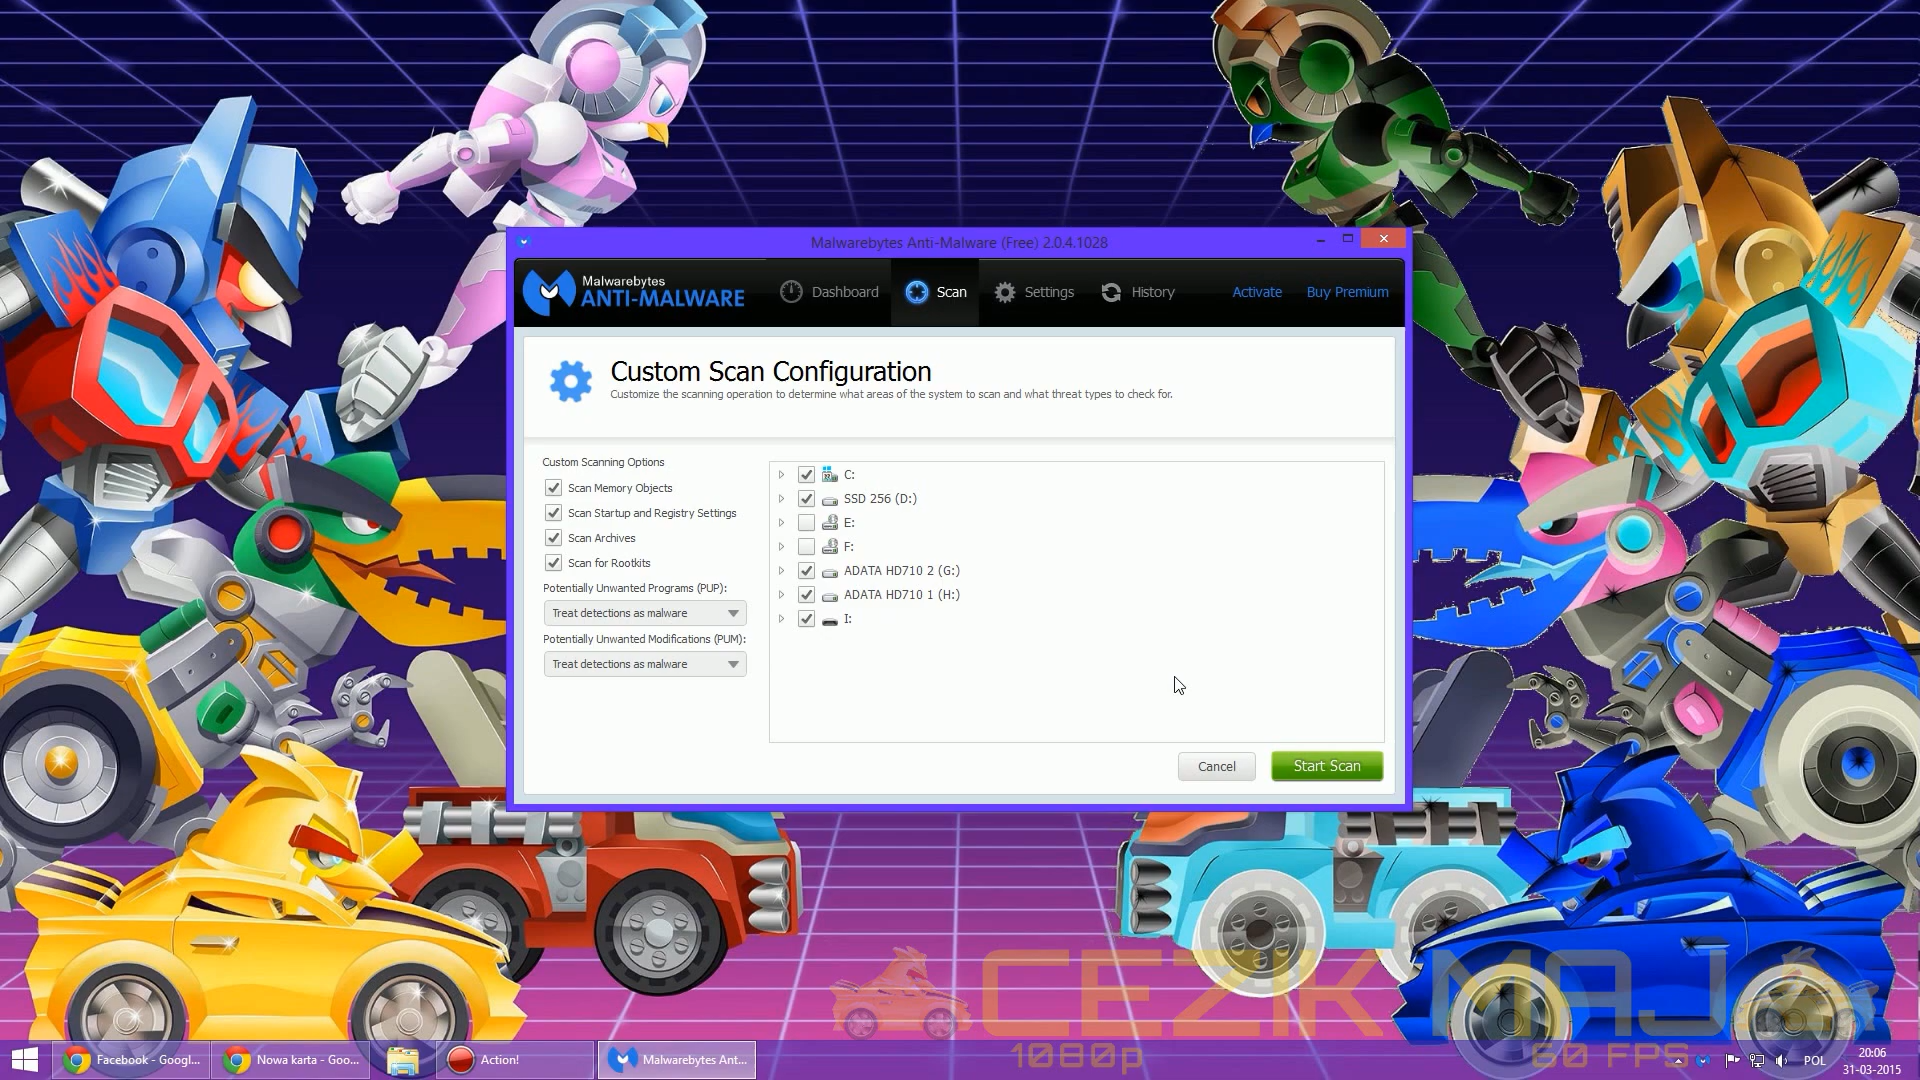 Malwarebytes Anti-Malware (Free) 2.0.4.1028
Malwarebytes
ANTI-MALWARE
Dashboard
Scan
Settings
History
Activate
Buy Premium
Custom Scan Configuration
Customize the scanning operation to determine what areas of the system to scan and what threat types to check for.
Custom Scanning Options
Scan Memory Objects
Scan Startup and Registry Settings
Scan Archives
Scan for Rootkits
Potentially Unwanted Programs (PUP):
Treat detections as malware
Potentially Unwanted Modifications (PUM):
Treat detections as malware
C:
SSD 256 (D:)
E:
F:
ADATA HD710 2 (G:)
ADATA HD710 1 (H:)
I:
Cancel
Start Scan
CEZIK MAJ
1080p
60 FPS
Facebook - Googl...
Nowa karta - Goo...
Action!
Malwarebytes Ant...
POL
20:06
31-03-2015